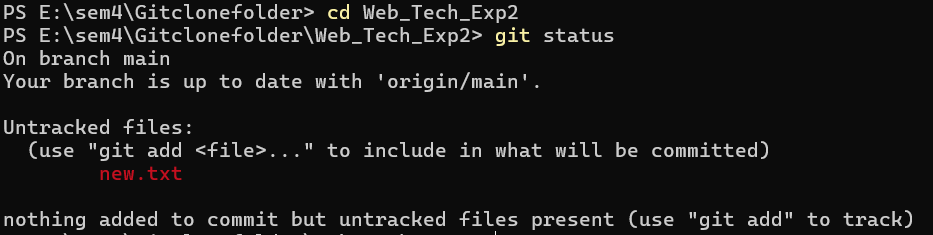 PS E:\sem4\Gitclonefolder> cd Web_Tech_Exp2
PS E:\sem4\Gitclonefolder\Web_Tech_Exp2> git status
On branch main
Your branch is up to date with 'origin/main'.
Untracked files:
(use "git add <file>..." to include in what will be committed)
new.txt
nothing added to commit but untracked files present (use "git add" to track)